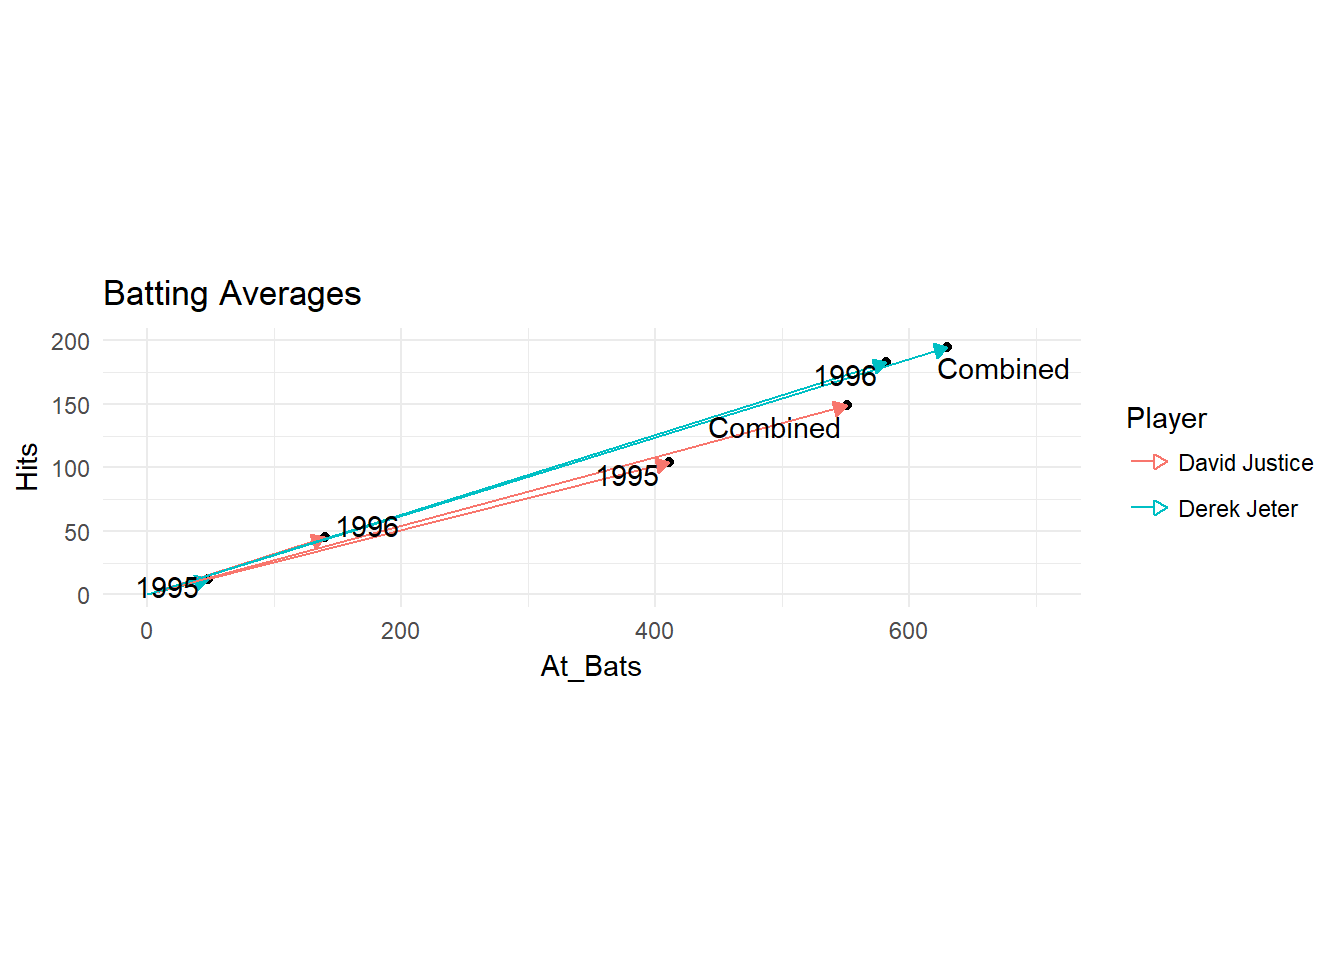 Batting Averages
200
150
100
50
0
Hits
1996
Combined
Combined
1995
1996
1995
0
200
400
600
At_Bats
Player
David Justice
Derek Jeter